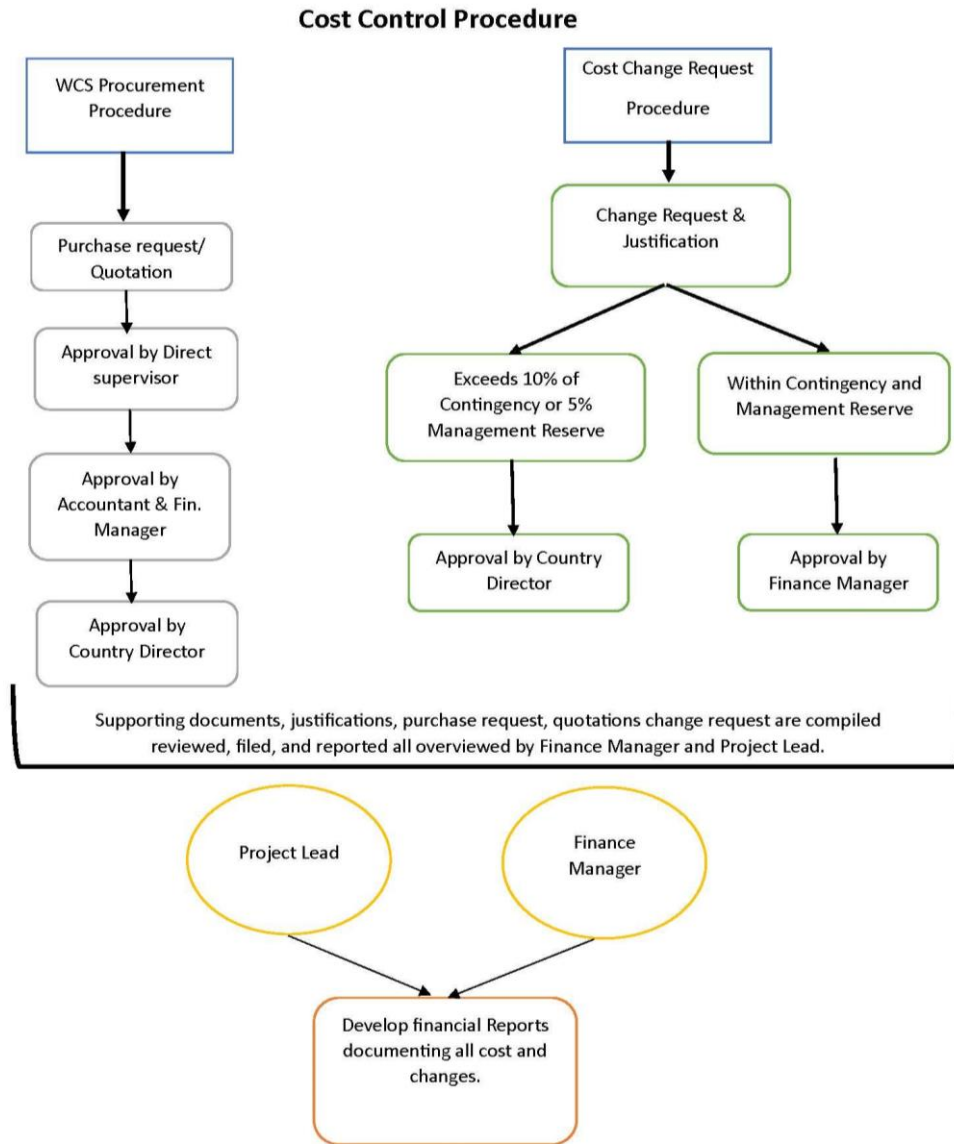 Cost Control Procedure
WCS Procurement
Procedure
Purchase request/
Quotation
Approval by Direct
supervisor
Approval by
Accountant & Fin.
Manager
Approval by
Country Director
Cost Change Request
Procedure
Change Request &
Justification
Exceeds 10% of
Contingency or 5%
Management Reserve
Within Contingency and
Management Reserve
Approval by Country
Director
Approval by
Finance Manager
Supporting documents, justifications, purchase request, quotations change request are compiled
reviewed, filed, and reported all overviewed by Finance Manager and Project Lead.
Project Lead
Finance
Manager
Develop financial Reports
documenting all cost and
changes.